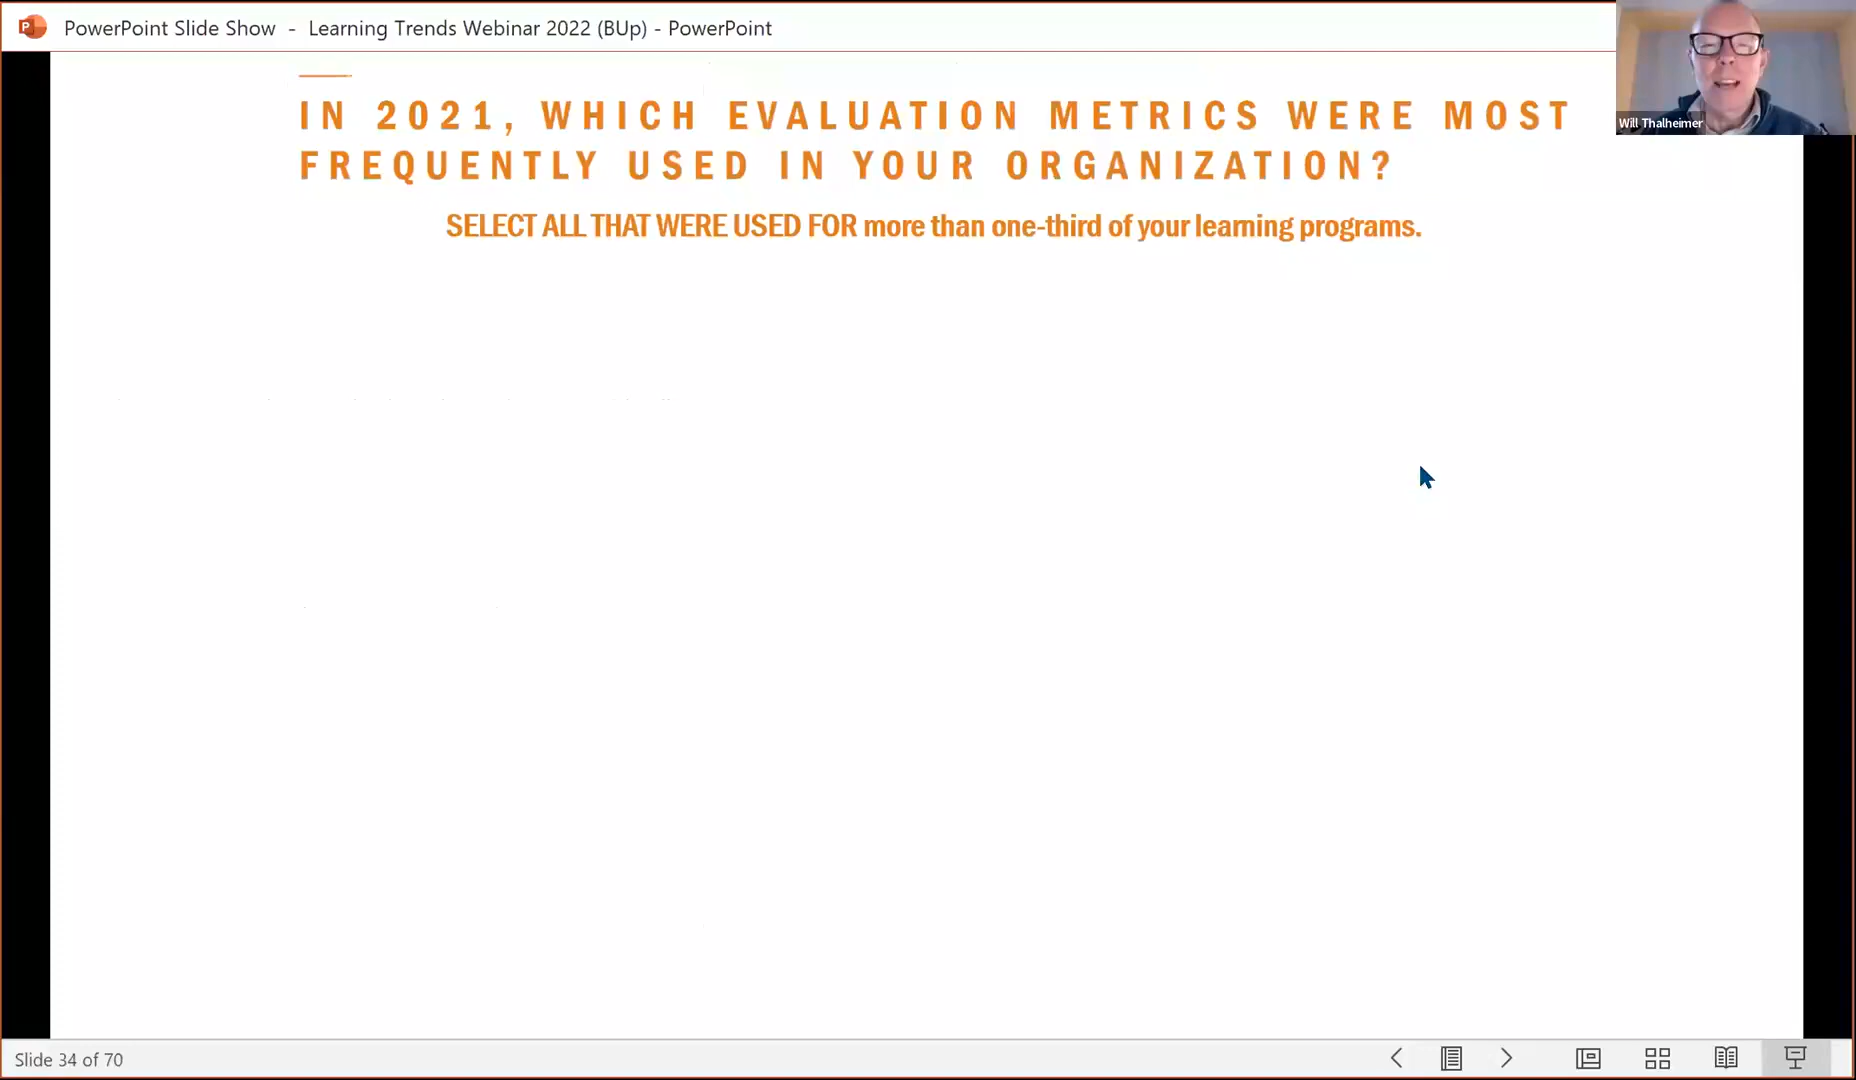 PowerPoint Slide Show - Learning Trends Webinar 2022 (BUp) - PowerPoint
Will Thalheimer
IN 2021, WHICH EVALUATION METRICS WERE MOST
FREQUENTLY USED IN YOUR ORGANIZATION?
SELECT ALL THAT WERE USED FOR more than one-third of your learning programs.
Slide 34 of 70